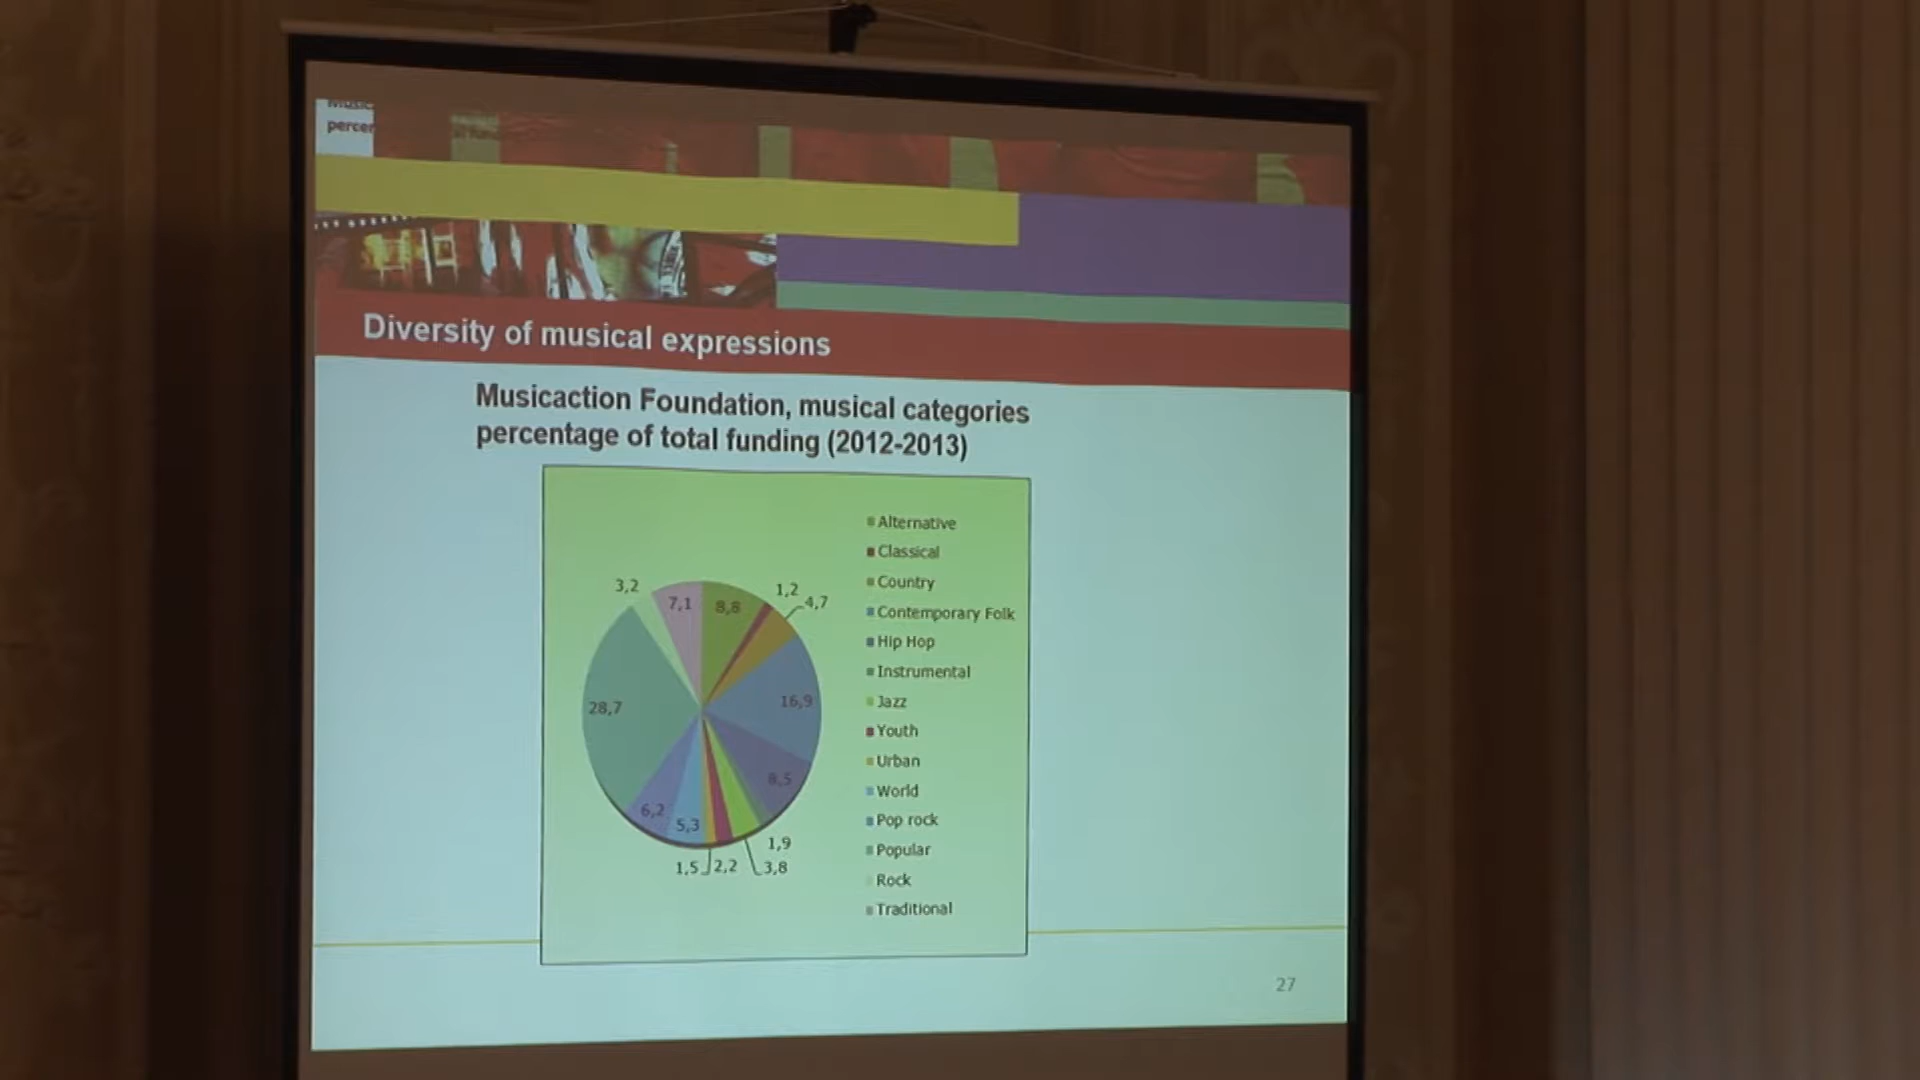 percen
Diversity of musical expressions
Musicaction Foundation, musical categories
percentage of total funding (2012-2013)
3,2
7,1
8,8
1,2
4,7
16,9
28,7
8,5
6,2
5,3
1,9
1,5
2,2
3,8
Alternative
Classical
Country
Contemporary Folk
Hip Hop
Instrumental
Jazz
Youth
Urban
World
Pop rock
Popular
Rock
Traditional
27